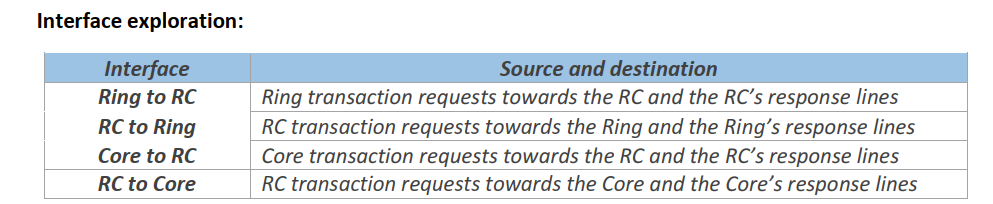 Interface exploration:
Interface Source and destination
Ring to RC Ring transaction requests towards the RC and the RC's response lines
RC to Ring RC transaction requests towards the Ring and the Ring's response lines
Core to RC Core transaction requests towards the RC and the RC's response lines
RC to Core RC transaction requests towards the Core and the Core's response lines